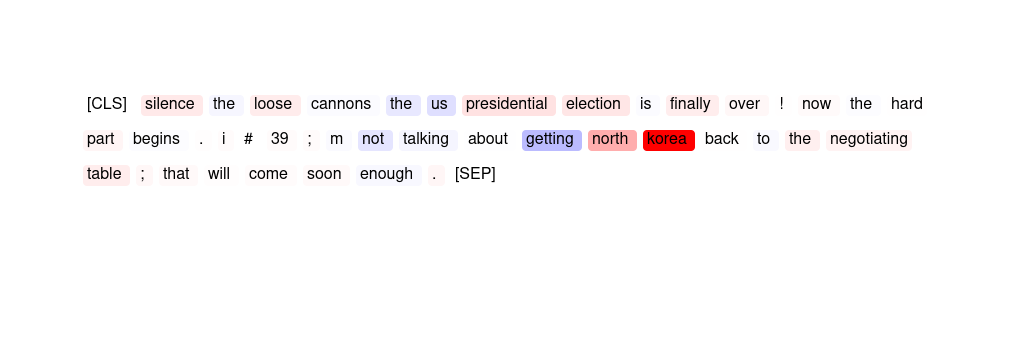 [CLS] silence the loose cannons the us presidential election is finally over ! now the hard
part begins . i # 39 ; m not talking about getting north korea back to the negotiating
table ; that will come soon enough . [SEP]